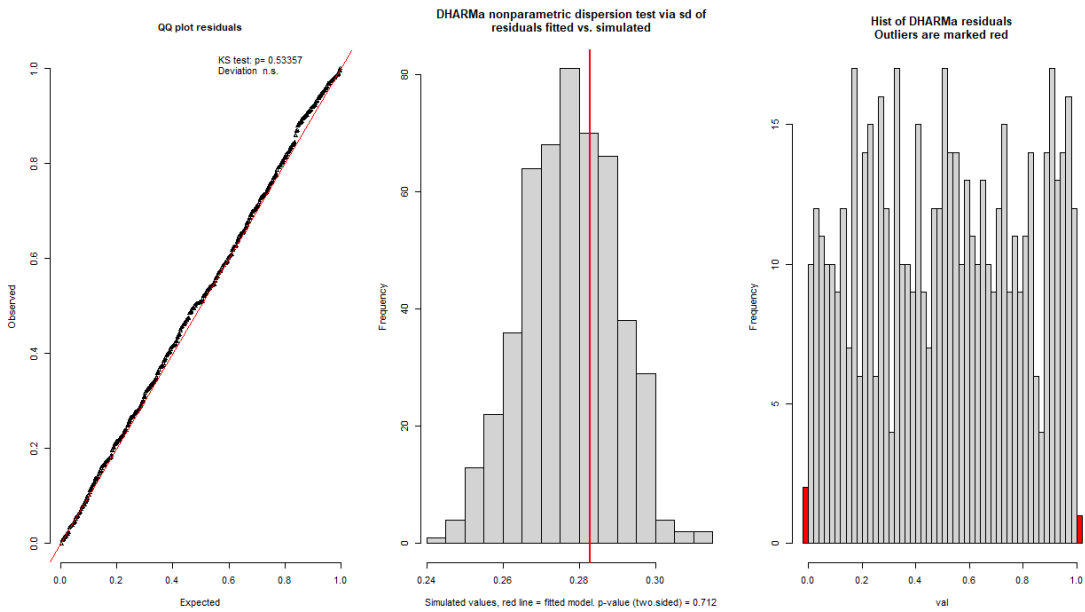 QQ plot residuals
KS test: p= 0.53357
Deviation n.s.
1.0
0.8
0.6
0.4
0.2
0.0
Observed
0.0 0.2 0.4 0.6 0.8 1.0
Expected
DHARMa nonparametric dispersion test via sd of
residuals fitted vs. simulated
80
60
40
20
0
Frequency
0.24 0.26 0.28 0.30
Simulated values, red line = fitted model. p-value (two.sided) = 0.712
Hist of DHARMa residuals
Outliers are marked red
15
10
5
0
Frequency
0.0 0.2 0.4 0.6 0.8 1.0
val